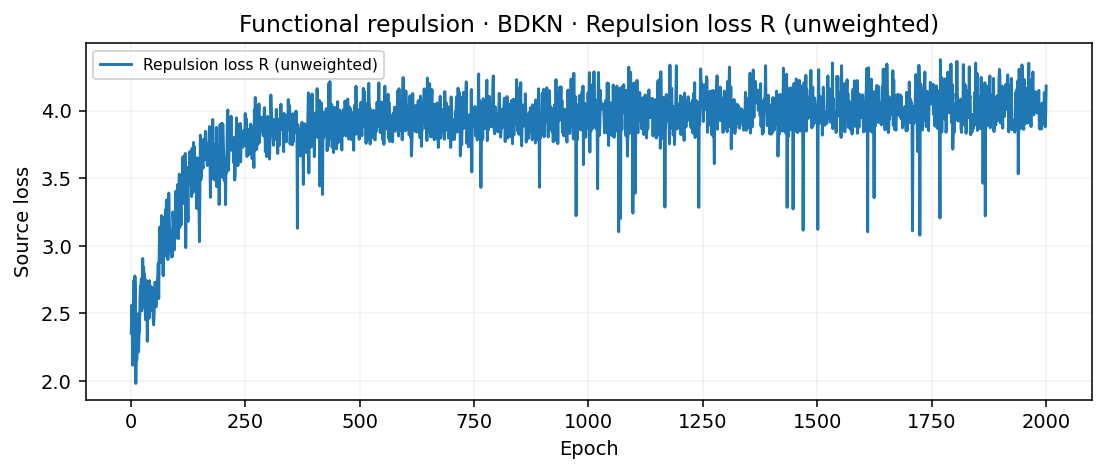 Functional repulsion · BDKN · Repulsion loss R (unweighted)
Repulsion loss R (unweighted)
Source loss
4.0
3.5
3.0
2.5
2.0
0 250 500 750 1000 1250 1500 1750 2000
Epoch